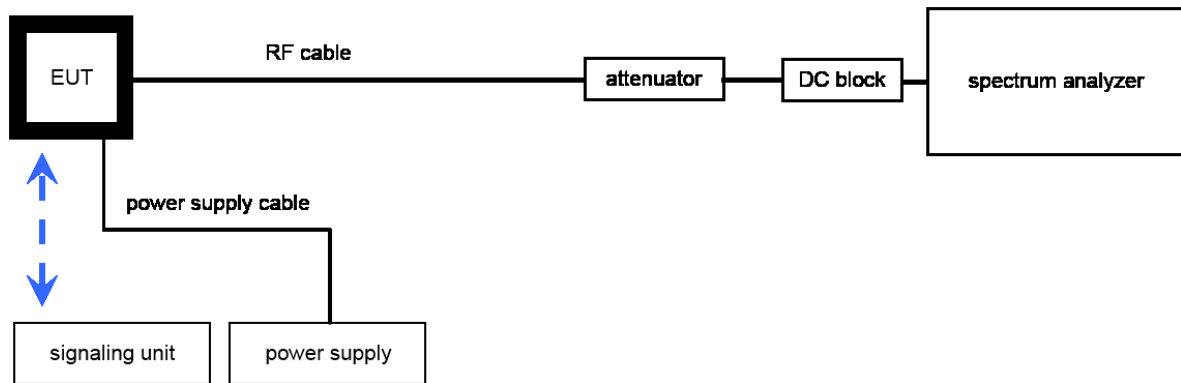 EUT
RF cable
attenuator
DC block
spectrum analyzer
power supply cable
signaling unit
power supply